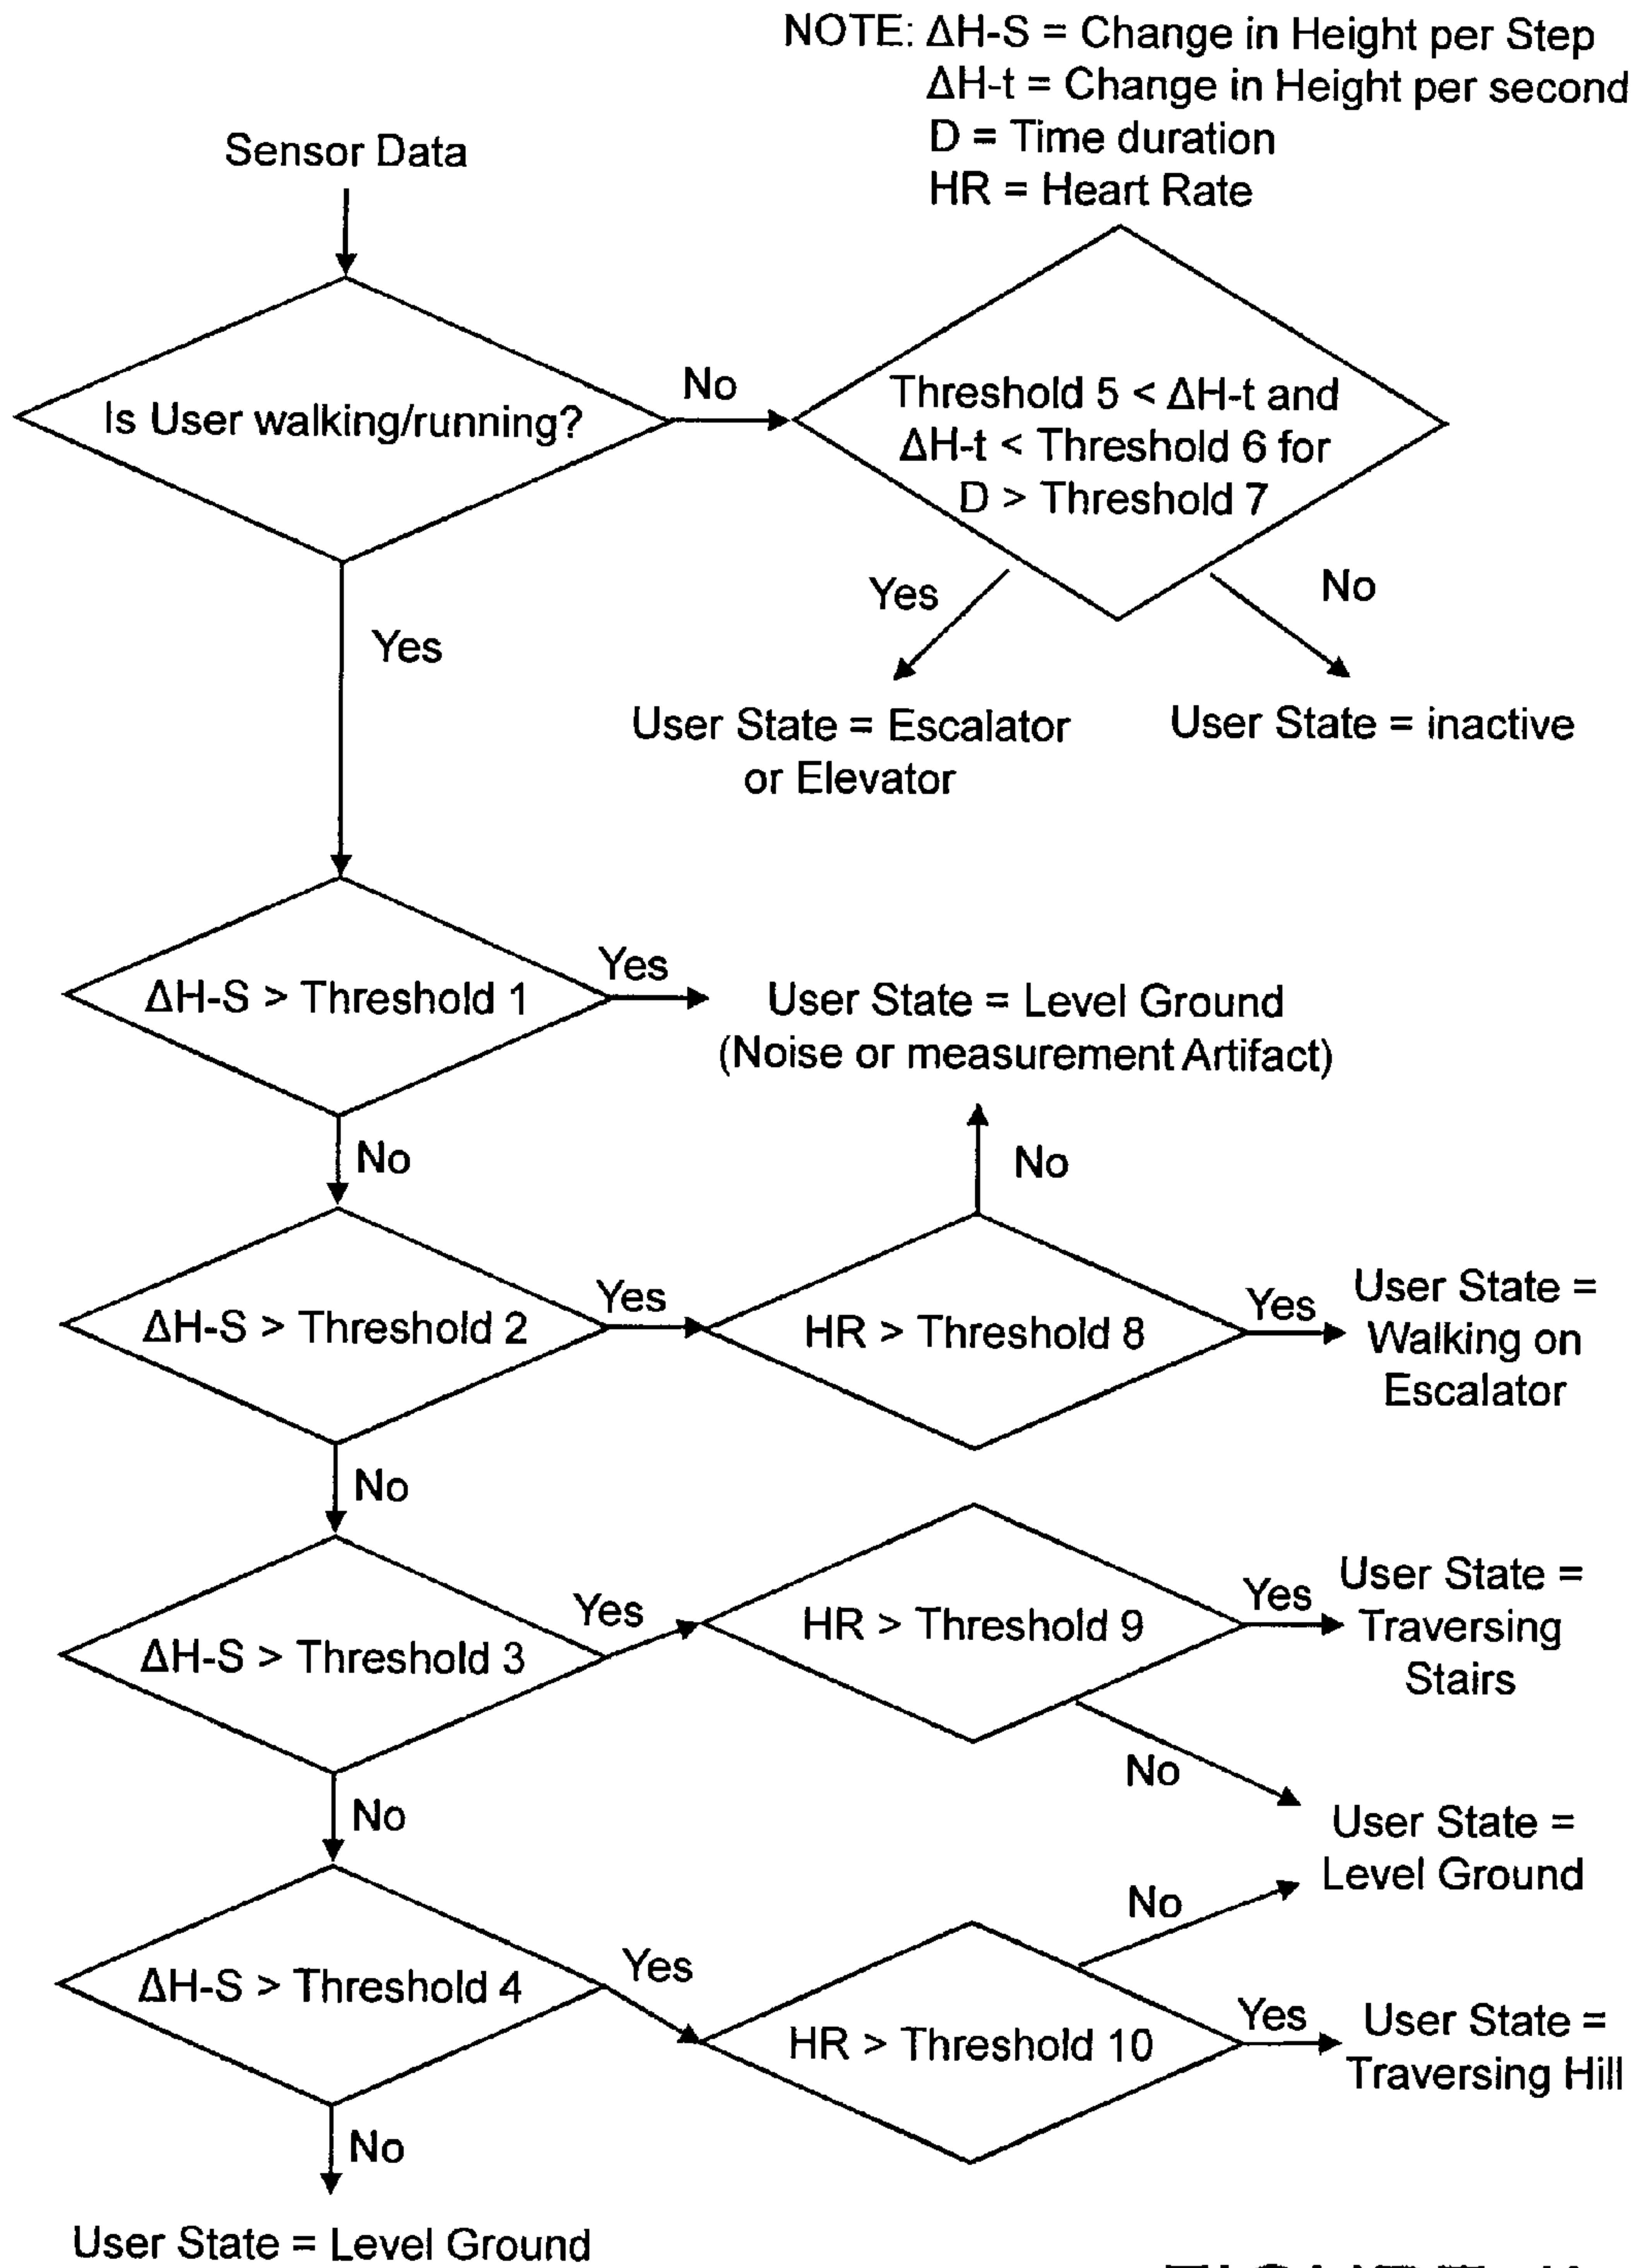 NOTE: ΔH-S = Change in Height per Step
ΔH-t = Change in Height per second
D = Time duration
HR = Heart Rate
Sensor Data
Is User walking/running?
No
Threshold 5 < ΔH-t and
ΔH-t < Threshold 6 for
D > Threshold 7
Yes
No
User State = Escalator
or Elevator
User State = inactive
Yes
ΔH-S > Threshold 1
Yes
User State = Level Ground
(Noise or measurement Artifact)
No
No
ΔH-S > Threshold 2
Yes
HR > Threshold 8
Yes
User State =
Walking on
Escalator
No
ΔH-S > Threshold 3
Yes
HR > Threshold 9
Yes
User State =
Traversing
Stairs
No
No
User State =
Level Ground
No
ΔH-S > Threshold 4
Yes
HR > Threshold 10
Yes
User State =
Traversing Hill
No
User State = Level Ground